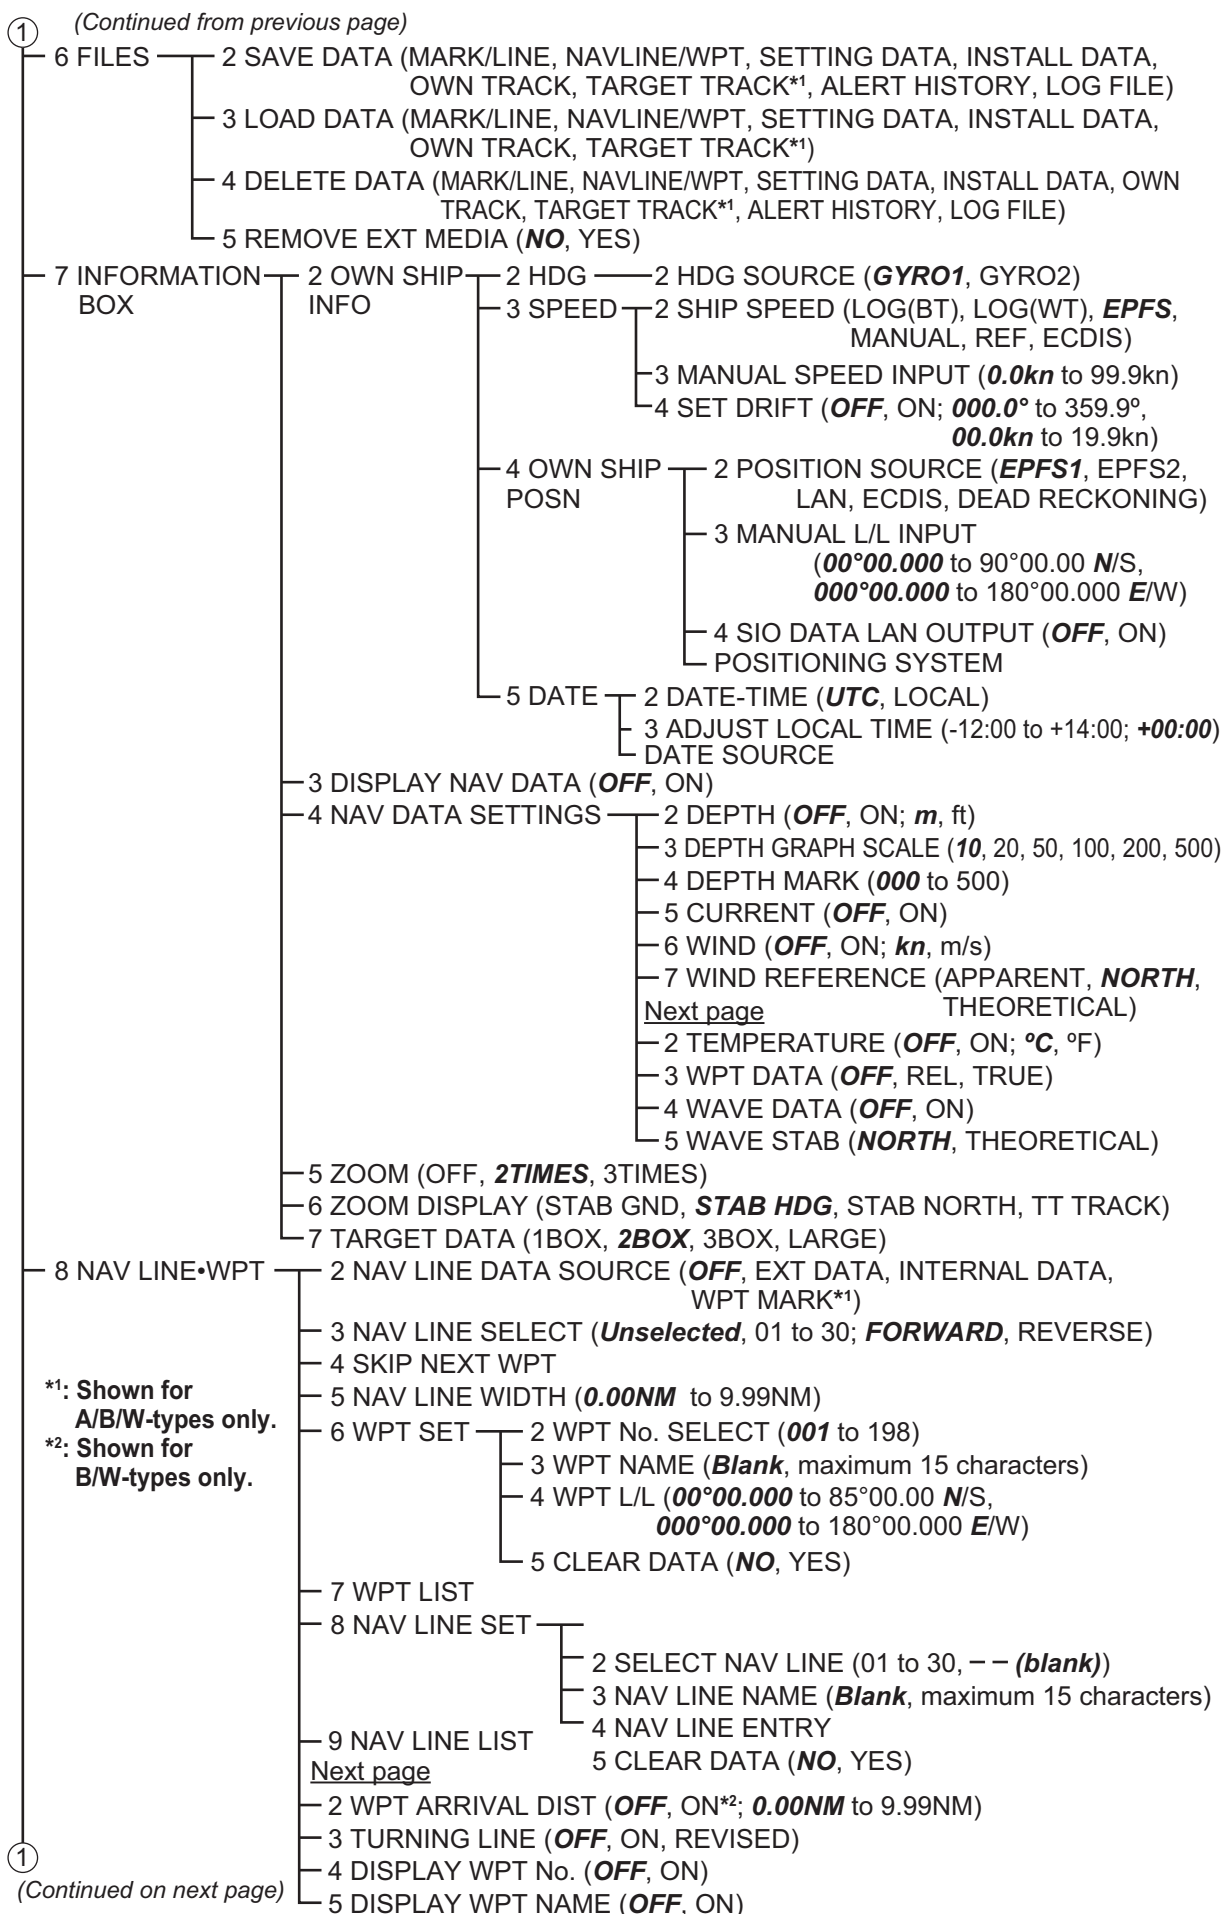 (Continued from previous page)
1
6 FILES
2 SAVE DATA (MARK/LINE, NAVLINE/WPT, SETTING DATA, INSTALL DATA,
OWN TRACK, TARGET TRACK*1, ALERT HISTORY, LOG FILE)
3 LOAD DATA (MARK/LINE, NAVLINE/WPT, SETTING DATA, INSTALL DATA,
OWN TRACK, TARGET TRACK*1)
4 DELETE DATA (MARK/LINE, NAVLINE/WPT, SETTING DATA, INSTALL DATA, OWN
TRACK, TARGET TRACK*1, ALERT HISTORY, LOG FILE)
5 REMOVE EXT MEDIA (NO, YES)
7 INFORMATION
BOX
2 OWN SHIP
INFO
2 HDG
2 HDG SOURCE (GYRO1, GYRO2)
3 SPEED
2 SHIP SPEED (LOG(BT), LOG(WT), EPFS,
MANUAL, REF, ECDIS)
3 MANUAL SPEED INPUT (0.0kn to 99.9kn)
4 SET DRIFT (OFF, ON; 000.0° to 359.9º,
00.0kn to 19.9kn)
4 OWN SHIP
POSN
2 POSITION SOURCE (EPFS1, EPFS2,
LAN, ECDIS, DEAD RECKONING)
3 MANUAL L/L INPUT
(00°00.000 to 90°00.00 N/S,
000°00.000 to 180°00.000 E/W)
4 SIO DATA LAN OUTPUT (OFF, ON)
POSITIONING SYSTEM
5 DATE
2 DATE-TIME (UTC, LOCAL)
3 ADJUST LOCAL TIME (-12:00 to +14:00; +00:00)
DATE SOURCE
3 DISPLAY NAV DATA (OFF, ON)
4 NAV DATA SETTINGS
2 DEPTH (OFF, ON; m, ft)
3 DEPTH GRAPH SCALE (10, 20, 50, 100, 200, 500)
4 DEPTH MARK (000 to 500)
5 CURRENT (OFF, ON)
6 WIND (OFF, ON; kn, m/s)
7 WIND REFERENCE (APPARENT, NORTH,
THEORETICAL)
Next page
2 TEMPERATURE (OFF, ON; ºC, ºF)
3 WPT DATA (OFF, REL, TRUE)
4 WAVE DATA (OFF, ON)
5 WAVE STAB (NORTH, THEORETICAL)
5 ZOOM (OFF, 2TIMES, 3TIMES)
6 ZOOM DISPLAY (STAB GND, STAB HDG, STAB NORTH, TT TRACK)
7 TARGET DATA (1BOX, 2BOX, 3BOX, LARGE)
8 NAV LINE•WPT
2 NAV LINE DATA SOURCE (OFF, EXT DATA, INTERNAL DATA,
WPT MARK*1)
3 NAV LINE SELECT (Unselected, 01 to 30; FORWARD, REVERSE)
4 SKIP NEXT WPT
5 NAV LINE WIDTH (0.00NM to 9.99NM)
*1: Shown for
A/B/W-types only.
*2: Shown for
B/W-types only.
6 WPT SET
2 WPT No. SELECT (001 to 198)
3 WPT NAME (Blank, maximum 15 characters)
4 WPT L/L (00°00.000 to 85°00.00 N/S,
000°00.000 to 180°00.000 E/W)
5 CLEAR DATA (NO, YES)
7 WPT LIST
8 NAV LINE SET
2 SELECT NAV LINE (01 to 30, – – (blank))
3 NAV LINE NAME (Blank, maximum 15 characters)
4 NAV LINE ENTRY
5 CLEAR DATA (NO, YES)
9 NAV LINE LIST
Next page
2 WPT ARRIVAL DIST (OFF, ON*2; 0.00NM to 9.99NM)
3 TURNING LINE (OFF, ON, REVISED)
4 DISPLAY WPT No. (OFF, ON)
5 DISPLAY WPT NAME (OFF, ON)
1
(Continued on next page)